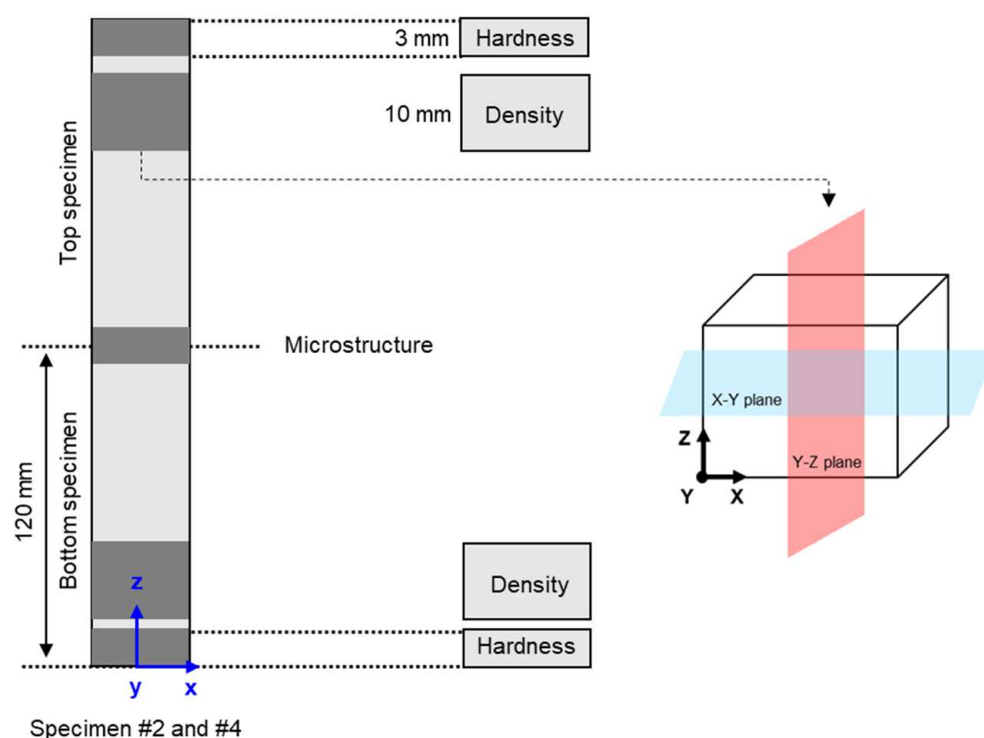 3 mm
Hardness
10 mm
Density
Top specimen
Microstructure
120 mm
Bottom specimen
X-Y plane
Y-Z plane
Z
Y
X
Density
Hardness
z
y
x
Specimen #2 and #4